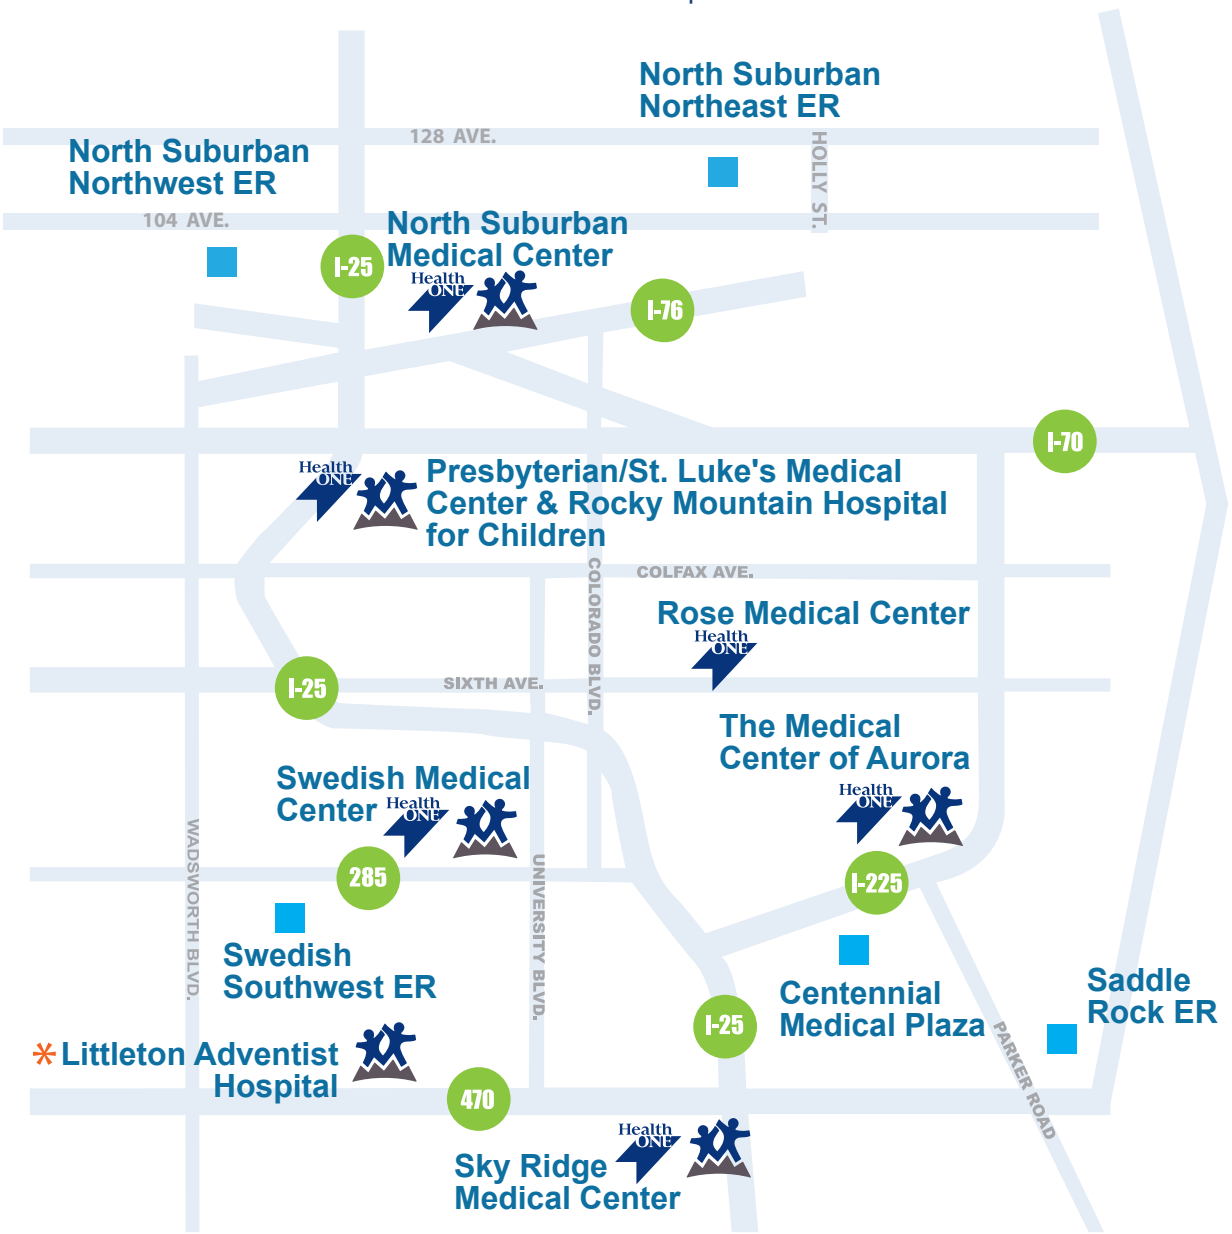 North Suburban
Northeast ER
128 AVE.
HOLLY ST.
North Suburban
Northwest ER
104 AVE.
North Suburban
Medical Center
I-25
Health
ONE
I-76
I-70
Health
ONE
Presbyterian/St. Luke's Medical
Center & Rocky Mountain Hospital
for Children
COLORADO BLVD.
COLFAX AVE.
Rose Medical Center
Health
ONE
I-25
SIXTH AVE.
The Medical
Center of Aurora
Health
ONE
Swedish Medical
Center
Health
ONE
WADSWORTH BLVD.
285
UNIVERSITY BLVD.
I-225
Swedish
Southwest ER
Centennial
Medical Plaza
Saddle
Rock ER
I-25
PARKER ROAD
*Littleton Adventist
Hospital
470
Health
ONE
Sky Ridge
Medical Center